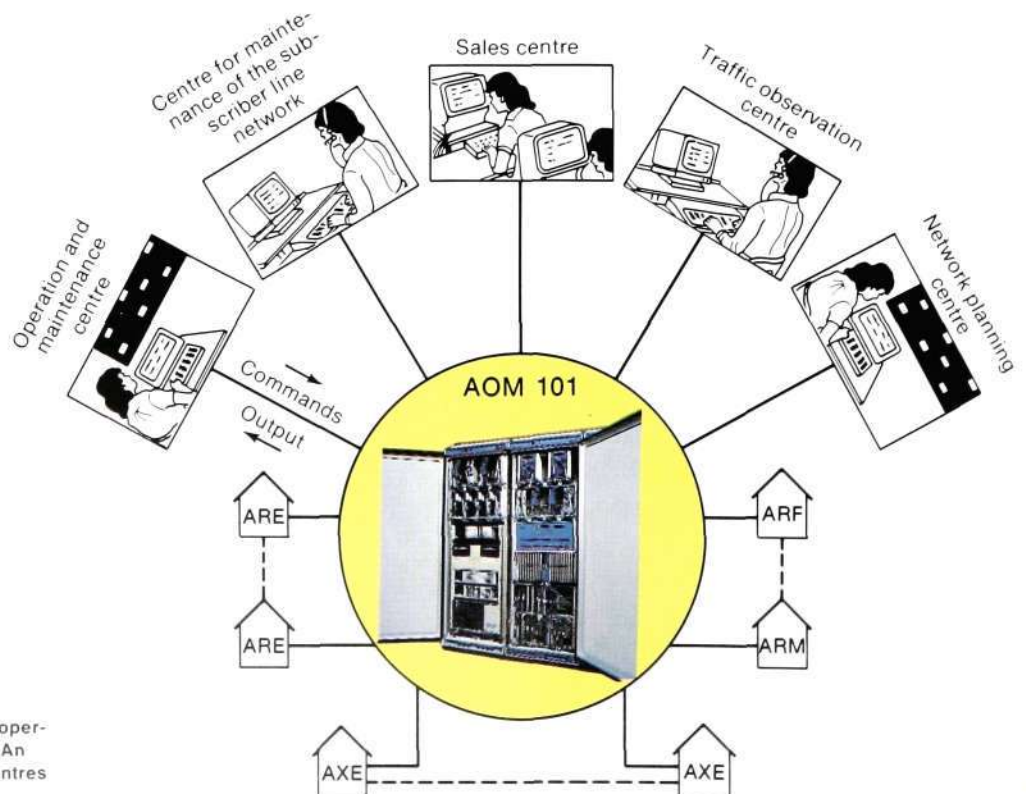 Sales centre
Centre for mainte-
nance of the sub-
scriber line
network
Traffic observation
centre
Operation and
maintenance
centre
Network planning
centre
Commands
Output
AOM 101
ARE
ARF
ARE
ARM
AXE
AXE
oper-
An
ntres